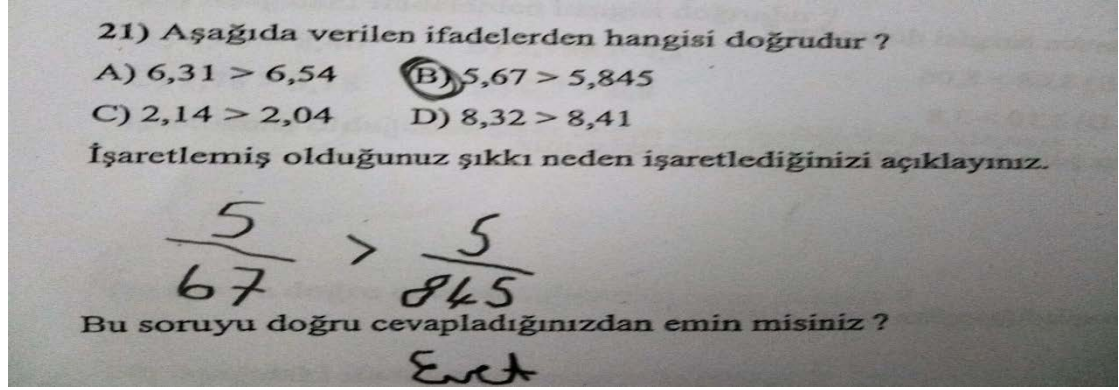 21) Aşağıda verilen ifadelerden hangisi doğrudur ?
A) 6,31 > 6,54 B) 5,67 > 5,845
C) 2,14 > 2,04 D) 8,32 > 8,41
İşaretlemiş olduğunuz şıkkı neden işaretlediğinizi açıklayınız.
5/67 > 5/845
Bu soruyu doğru cevapladığınızdan emin misiniz ?
Evet